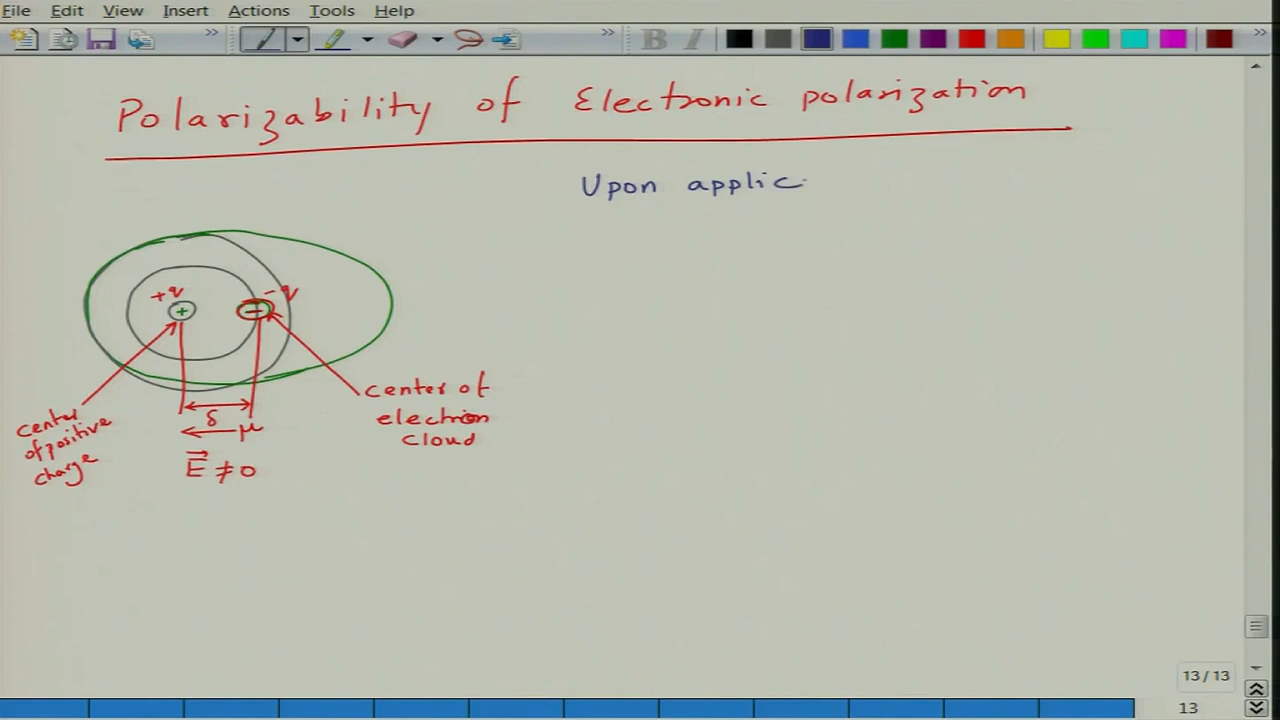 File Edit View Insert Actions Tools Help
B I
Polarizability of Electronic polarization
Upon applic
+q
-q
+
−
center of
electron
cloud
center
of positive
charge
δ
μ
E ≠ 0
13 / 13
13